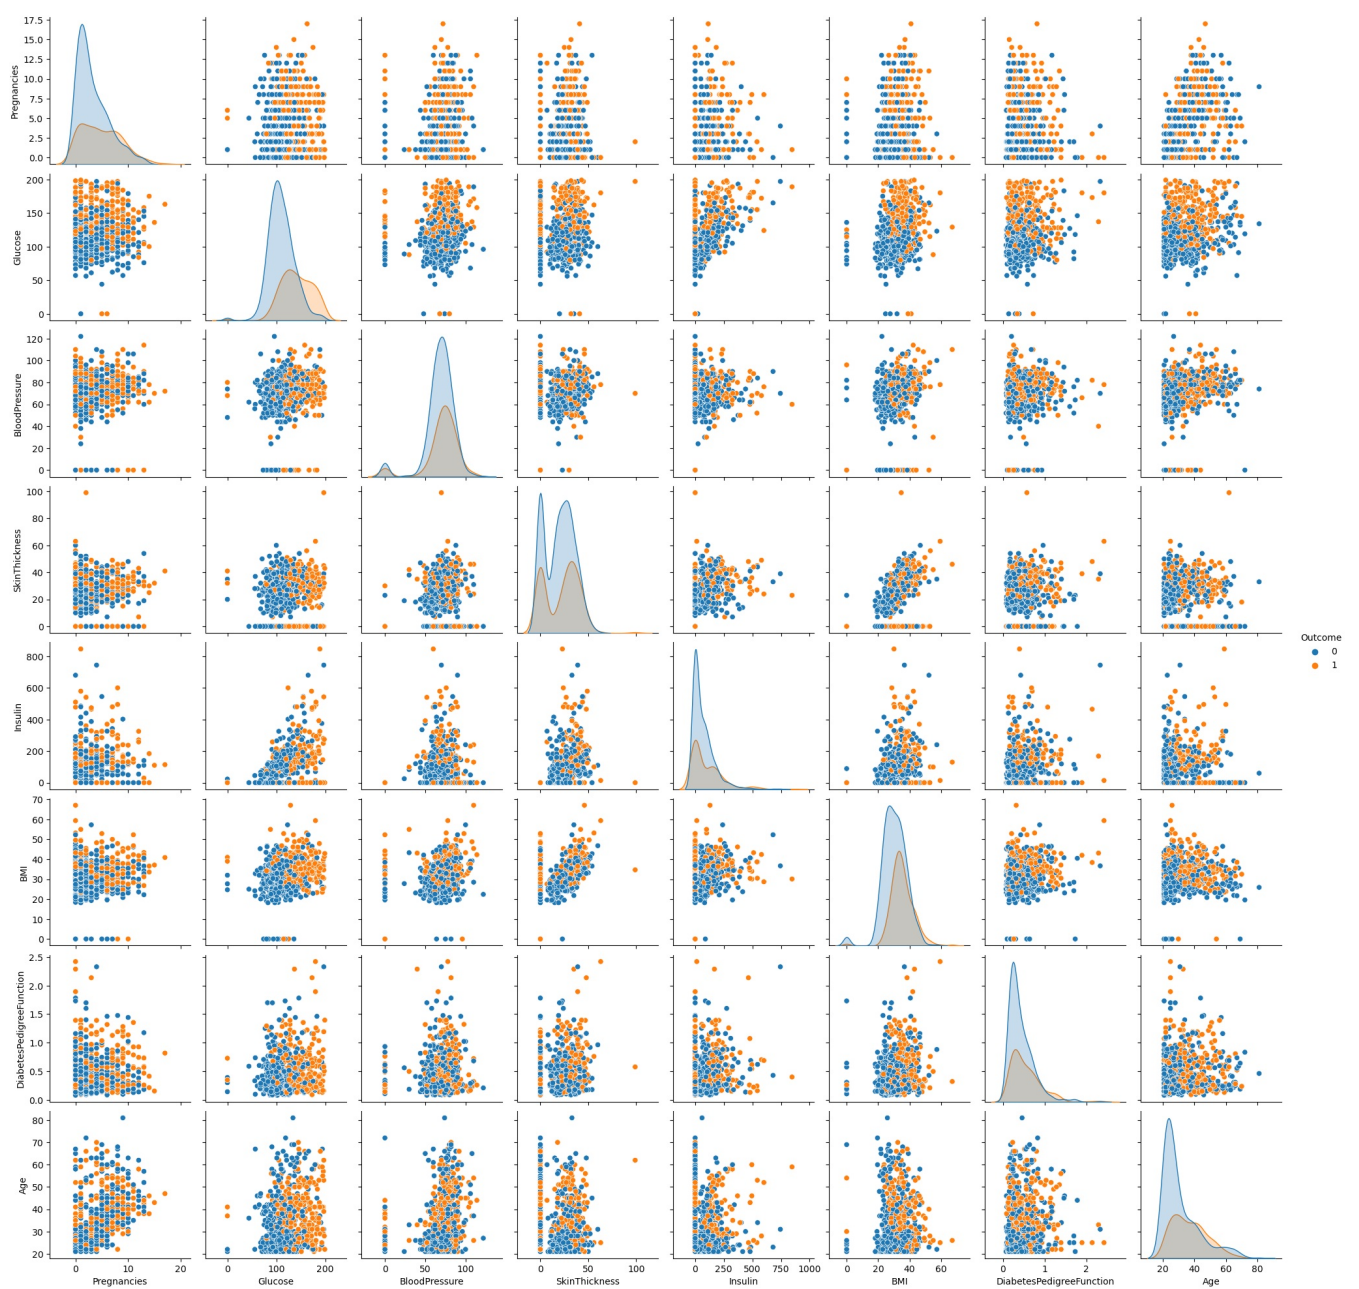 17.5
15.0
12.5
10.0
7.5
5.0
2.5
0.0
Pregnancies
200
150
100
50
0
Glucose
120
100
80
60
40
20
0
BloodPressure
100
80
60
40
20
0
SkinThickness
800
600
400
200
0
Insulin
Outcome
0
1
70
60
50
40
30
20
10
0
BMI
2.5
2.0
1.5
1.0
0.5
0.0
DiabetesPedigreeFunction
80
70
60
50
40
30
20
Age
0 10 20
Pregnancies
0 100 200
Glucose
0 50 100
BloodPressure
0 50 100
SkinThickness
0 250 500 750 1000
Insulin
0 20 40 60
BMI
0 1 2
DiabetesPedigreeFunction
20 40 60 80
Age